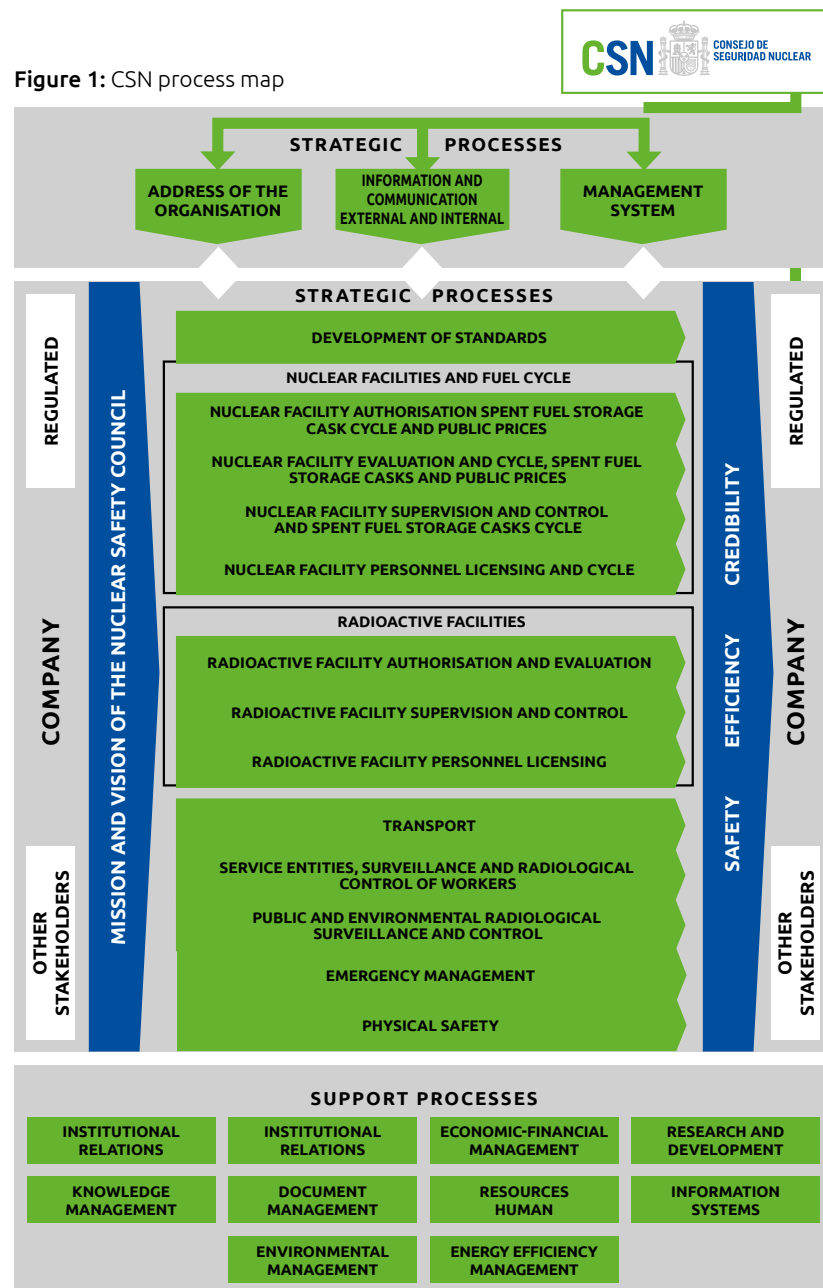 CSN
CONSEJO DE
SEGURIDAD NUCLEAR
Figure 1: CSN process map
STRATEGIC PROCESSES
ADDRESS OF THE
ORGANISATION
INFORMATION AND
COMMUNICATION
EXTERNAL AND INTERNAL
MANAGEMENT
SYSTEM
REGULATED
COMPANY
OTHER
STAKEHOLDERS
MISSION AND VISION OF THE NUCLEAR SAFETY COUNCIL
STRATEGIC PROCESSES
DEVELOPMENT OF STANDARDS
NUCLEAR FACILITIES AND FUEL CYCLE
NUCLEAR FACILITY AUTHORISATION SPENT FUEL STORAGE
CASK CYCLE AND PUBLIC PRICES
NUCLEAR FACILITY EVALUATION AND CYCLE, SPENT FUEL
STORAGE CASKS AND PUBLIC PRICES
NUCLEAR FACILITY SUPERVISION AND CONTROL
AND SPENT FUEL STORAGE CASKS CYCLE
NUCLEAR FACILITY PERSONNEL LICENSING AND CYCLE
RADIOACTIVE FACILITIES
RADIOACTIVE FACILITY AUTHORISATION AND EVALUATION
RADIOACTIVE FACILITY SUPERVISION AND CONTROL
RADIOACTIVE FACILITY PERSONNEL LICENSING
TRANSPORT
SERVICE ENTITIES, SURVEILLANCE AND RADIOLOGICAL
CONTROL OF WORKERS
PUBLIC AND ENVIRONMENTAL RADIOLOGICAL
SURVEILLANCE AND CONTROL
EMERGENCY MANAGEMENT
PHYSICAL SAFETY
SAFETY EFFICIENCY CREDIBILITY
REGULATED
COMPANY
OTHER
STAKEHOLDERS
SUPPORT PROCESSES
INSTITUTIONAL
RELATIONS
INSTITUTIONAL
RELATIONS
ECONOMIC-FINANCIAL
MANAGEMENT
RESEARCH AND
DEVELOPMENT
KNOWLEDGE
MANAGEMENT
DOCUMENT
MANAGEMENT
RESOURCES
HUMAN
INFORMATION
SYSTEMS
ENVIRONMENTAL
MANAGEMENT
ENERGY EFFICIENCY
MANAGEMENT